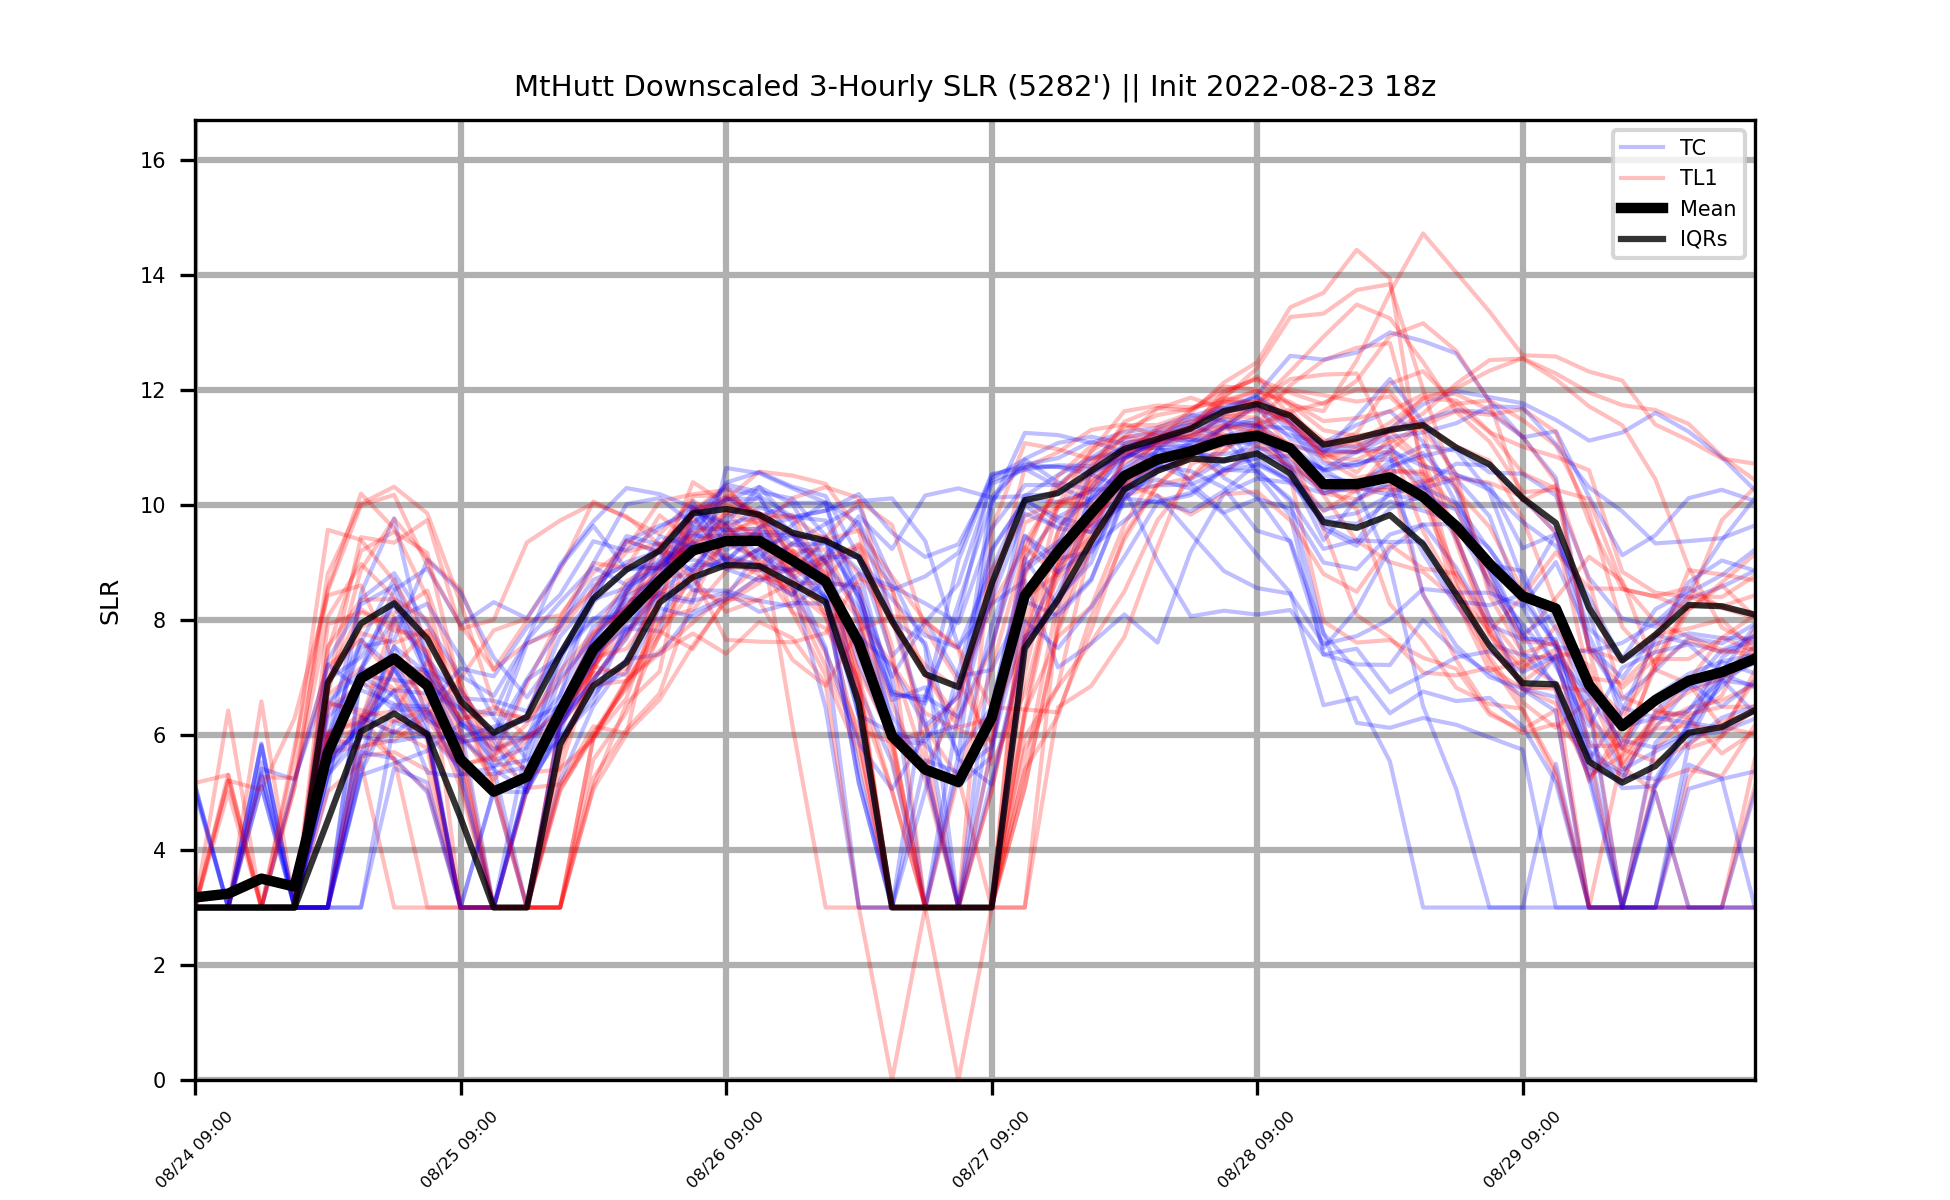 MtHutt Downscaled 3-Hourly SLR (5282') || Init 2022-08-23 18z
TC
TL1
Mean
IQRs
SLR
16
14
12
10
8
6
4
2
0
08/24 09:00
08/25 09:00
08/26 09:00
08/27 09:00
08/28 09:00
08/29 09:00